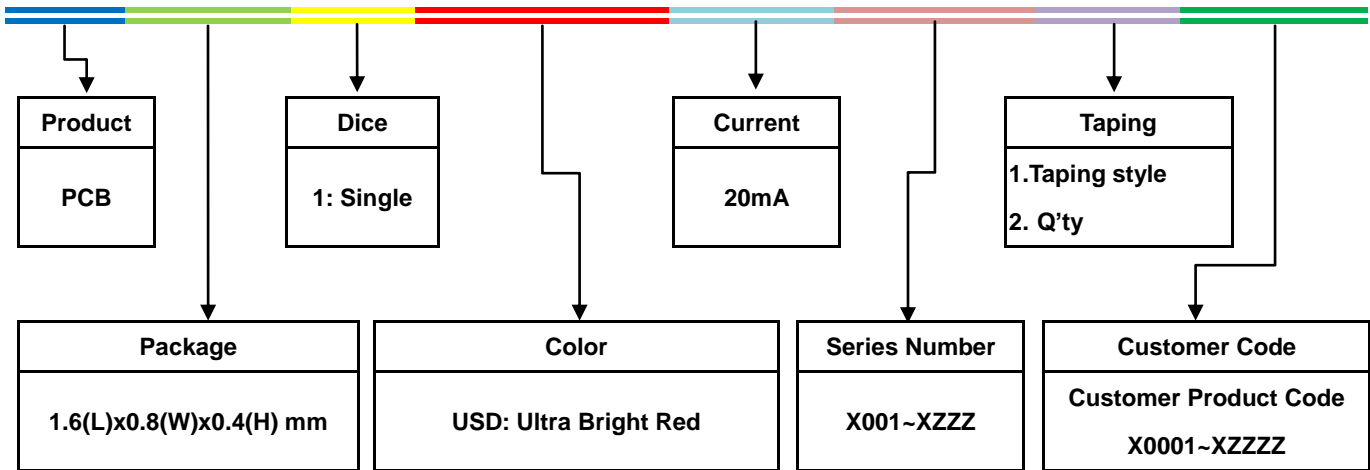 Product
PCB
Dice
1: Single
Current
20mA
Taping
1.Taping style
2. Q’ty
Package
1.6(L)x0.8(W)x0.4(H) mm
Color
USD: Ultra Bright Red
Series Number
X001~XZZZ
Customer Code
Customer Product Code
X0001~XZZZZ